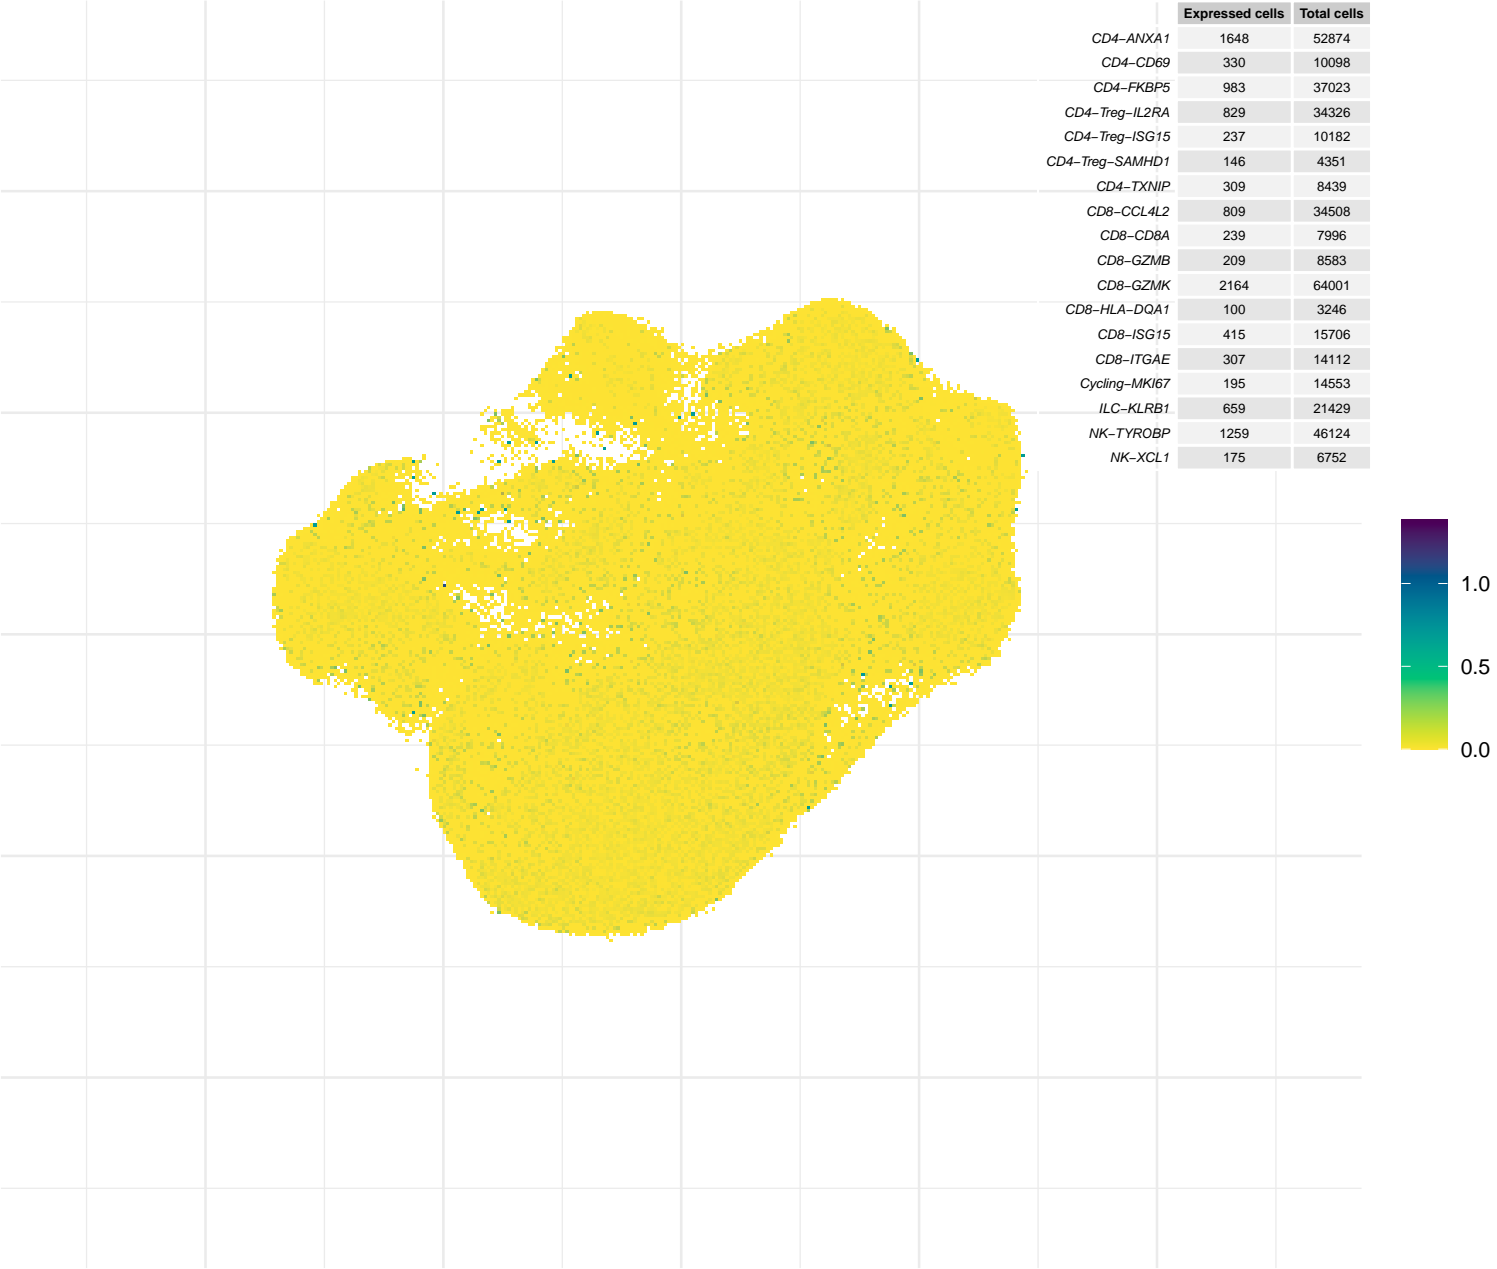 Expressed cells Total cells
CD4−ANXA1 1648 52874
CD4−CD69 330 10098
CD4−FKBP5 983 37023
CD4−Treg−IL2RA 829 34326
CD4−Treg−ISG15 237 10182
CD4−Treg−SAMHD1 146 4351
CD4−TXNIP 309 8439
CD8−CCL4L2 809 34508
CD8−CD8A 239 7996
CD8−GZMB 209 8583
CD8−GZMK 2164 64001
CD8−HLA−DQA1 100 3246
CD8−ISG15 415 15706
CD8−ITGAE 307 14112
Cycling−MKI67 195 14553
ILC−KLRB1 659 21429
NK−TYROBP 1259 46124
NK−XCL1 175 6752
1.0
0.5
0.0